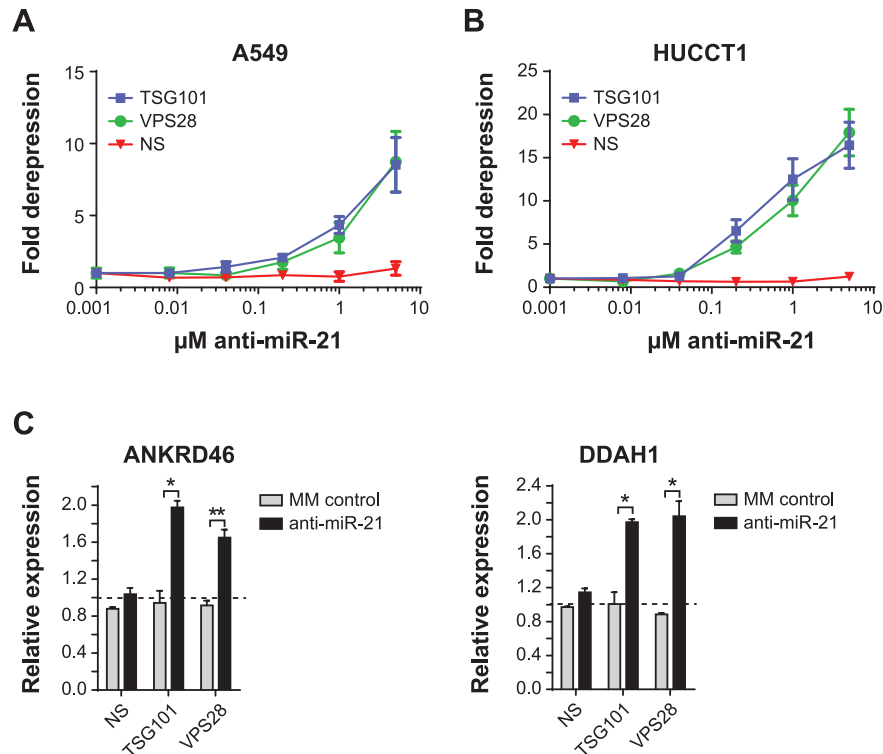 A
A549
Fold derepression
15
10
5
0
TSG101
VPS28
NS
0.001 0.01 0.1 1 10
µM anti-miR-21
B
HUCCT1
Fold derepression
25
20
15
10
5
0
TSG101
VPS28
NS
0.001 0.01 0.1 1 10
µM anti-miR-21
C
ANKRD46
Relative expression
2.0
1.6
1.2
0.8
0.4
0.0
*
**
MM control
anti-miR-21
NS
TSG101
VPS28
DDAH1
Relative expression
2.4
2.0
1.6
1.2
0.8
0.4
0.0
*
*
MM control
anti-miR-21
NS
TSG101
VPS28